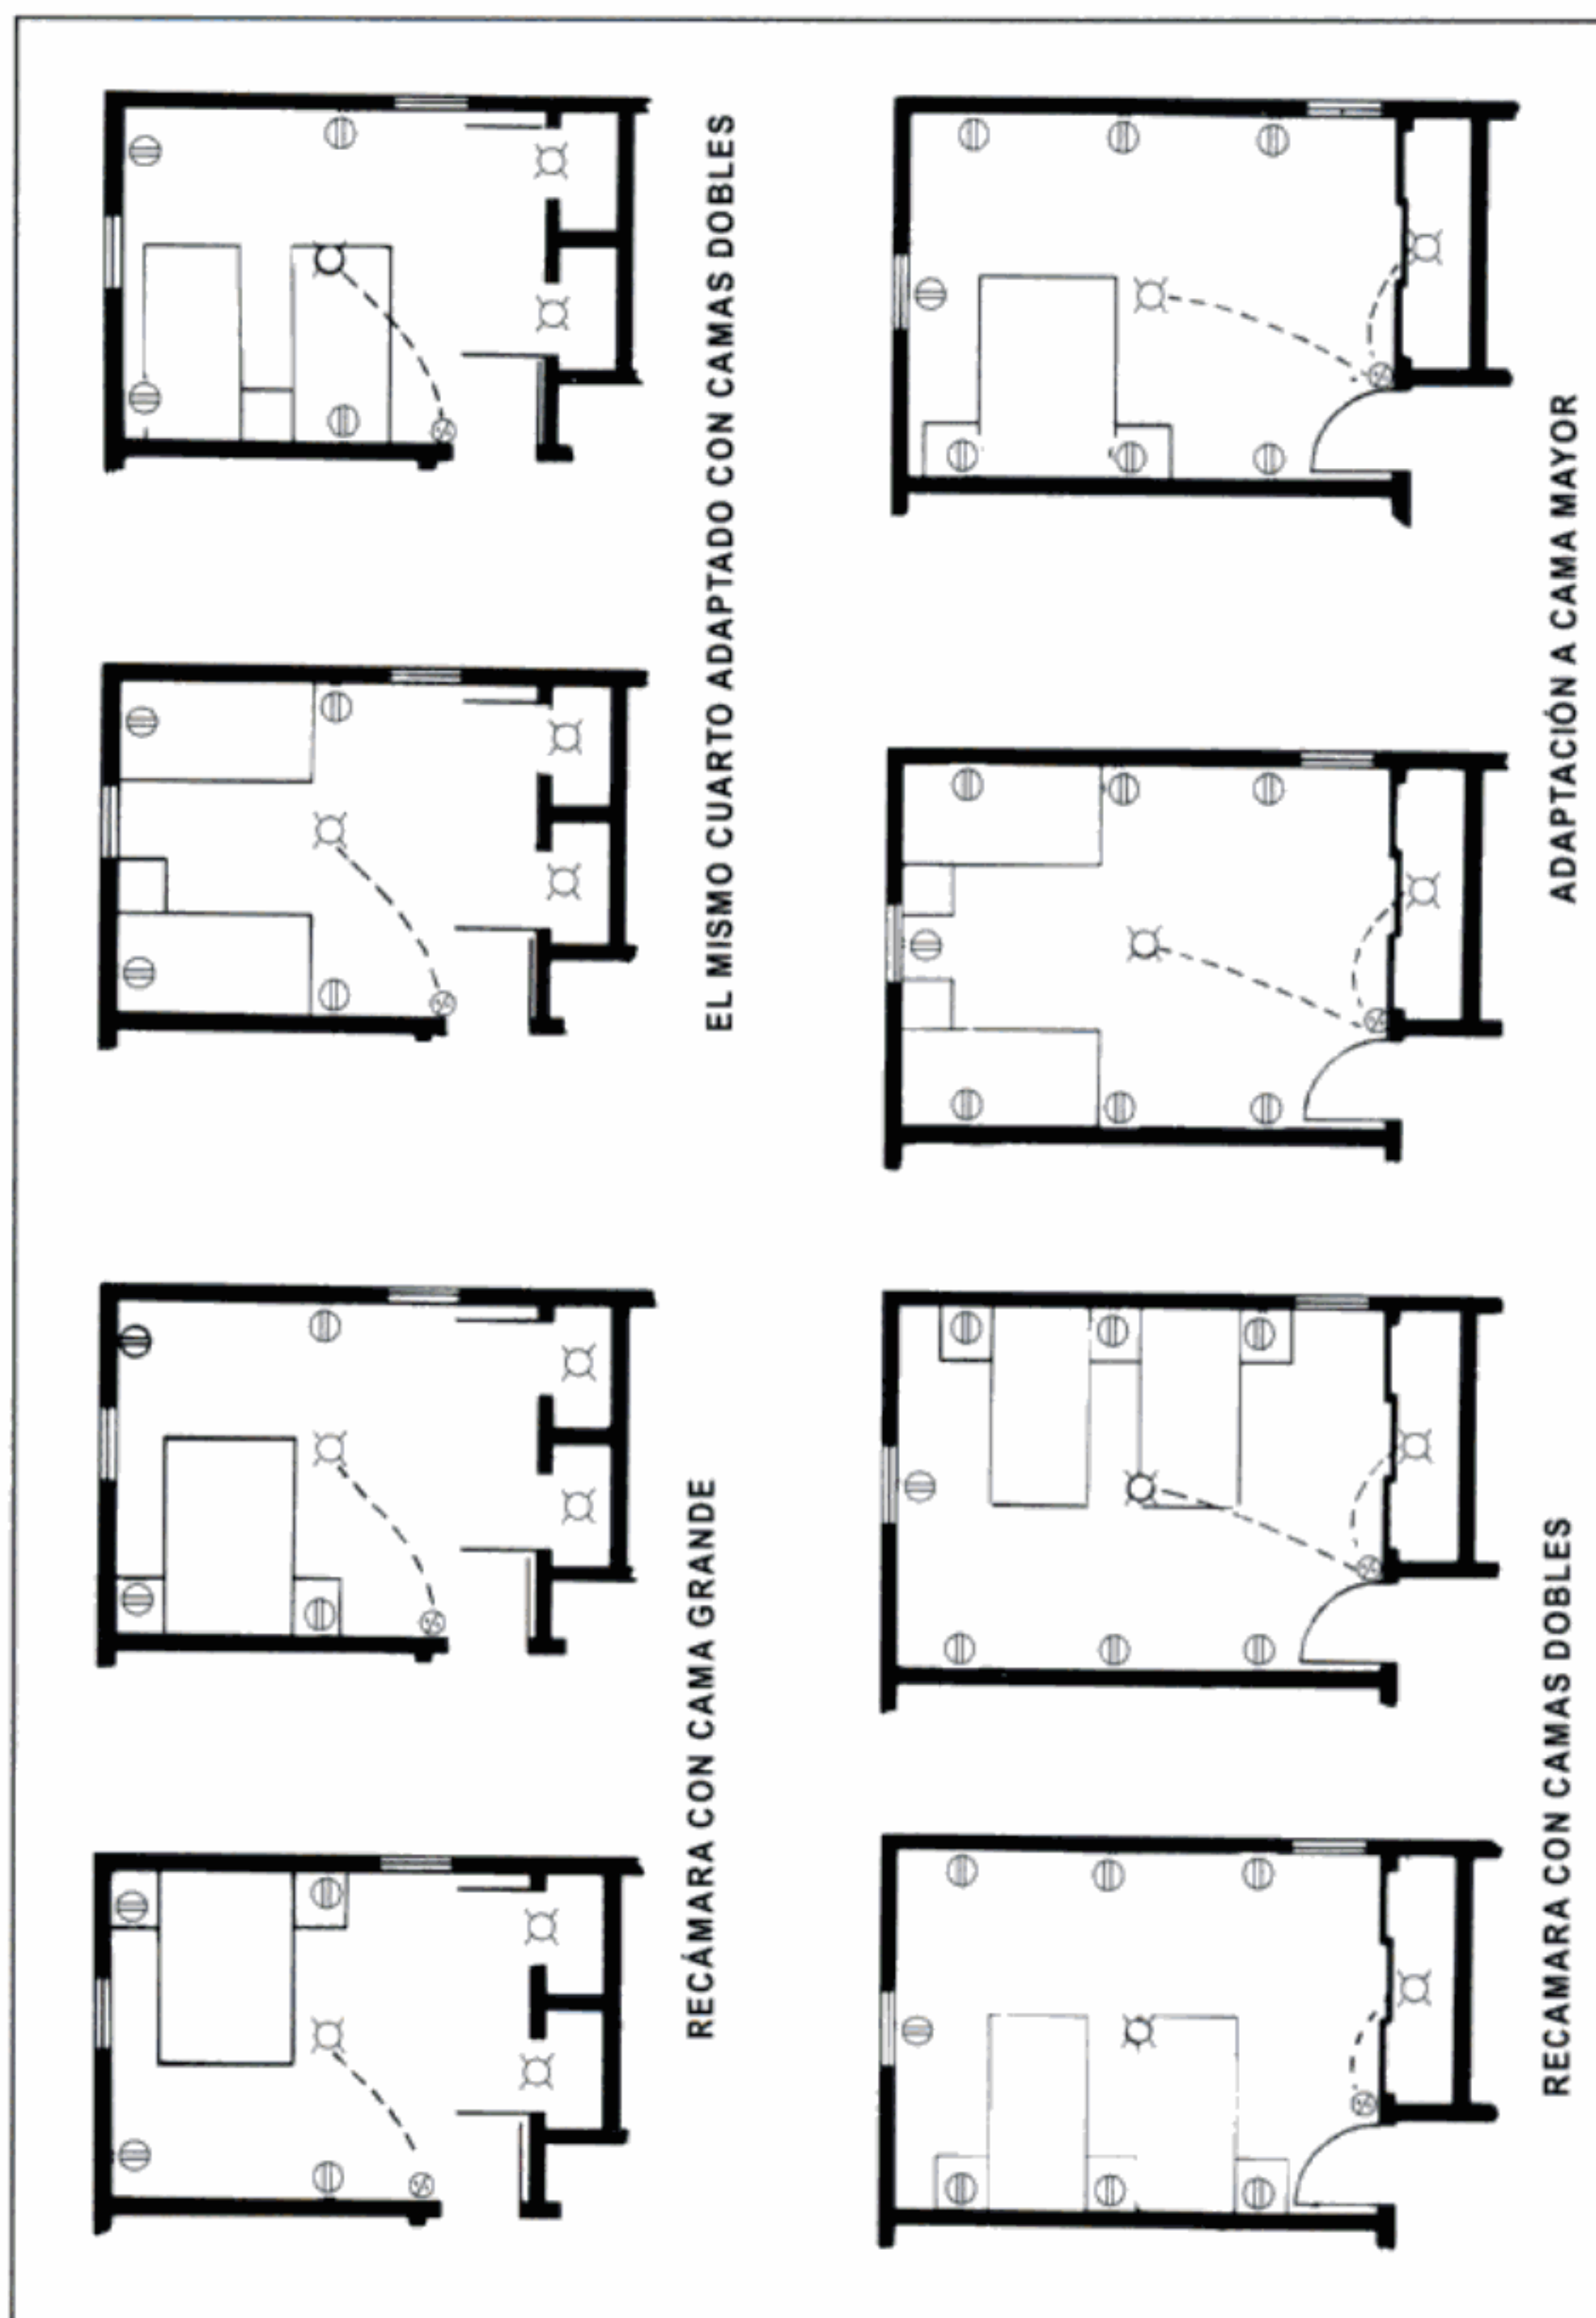 RECÁMARA CON CAMA GRANDE
EL MISMO CUARTO ADAPTADO CON CAMAS DOBLES
RECAMARA CON CAMAS DOBLES
ADAPTACIÓN A CAMA MAYOR